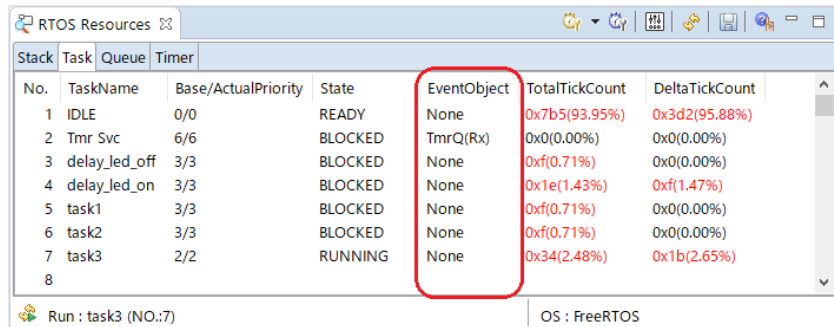 RTOS Resources
Stack Task Queue Timer
No. TaskName Base/ActualPriority State EventObject TotalTickCount DeltaTickCount
1 IDLE 0/0 READY None 0x7b5(93.95%) 0x3d2(95.88%)
2 Tmr Svc 6/6 BLOCKED TmrQ(Rx) 0x0(0.00%) 0x0(0.00%)
3 delay_led_off 3/3 BLOCKED None 0xf(0.71%) 0x0(0.00%)
4 delay_led_on 3/3 BLOCKED None 0x1e(1.43%) 0xf(1.47%)
5 task1 3/3 BLOCKED None 0xf(0.71%) 0x0(0.00%)
6 task2 3/3 BLOCKED None 0xf(0.71%) 0x0(0.00%)
7 task3 2/2 RUNNING None 0x34(2.48%) 0x1b(2.65%)
8
Run : task3 (NO.:7) OS : FreeRTOS